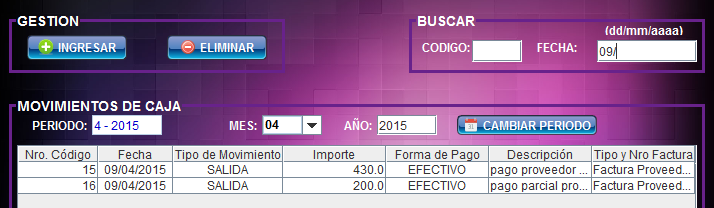 GESTION
INGRESAR
ELIMINAR
BUSCAR
(dd/mm/aaaa)
CODIGO:
FECHA: 09/
MOVIMIENTOS DE CAJA
PERIODO: 4 - 2015 MES: 04 AÑO: 2015 CAMBIAR PERIODO
Nro. Código Fecha Tipo de Movimiento Importe Forma de Pago Descripción Tipo y Nro Factura
15 09/04/2015 SALIDA 430.0 EFECTIVO pago proveedor ... Factura Proveed...
16 09/04/2015 SALIDA 200.0 EFECTIVO pago parcial pro... Factura Proveed...